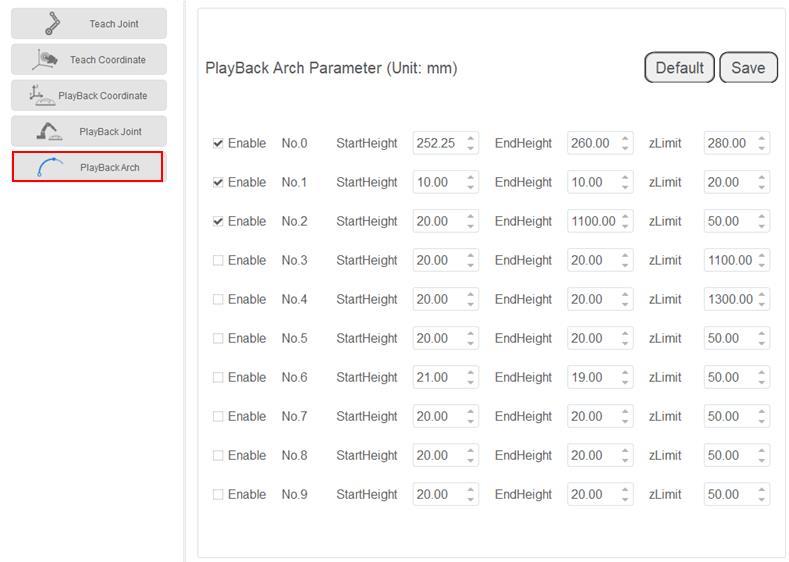 Teach Joint
Teach Coordinate
PlayBack Coordinate
PlayBack Joint
PlayBack Arch
PlayBack Arch Parameter (Unit: mm) Default Save
Enable No.0 StartHeight 252.25 EndHeight 260.00 zLimit 280.00
Enable No.1 StartHeight 10.00 EndHeight 10.00 zLimit 20.00
Enable No.2 StartHeight 20.00 EndHeight 1100.00 zLimit 50.00
Enable No.3 StartHeight 20.00 EndHeight 20.00 zLimit 1100.00
Enable No.4 StartHeight 20.00 EndHeight 20.00 zLimit 1300.00
Enable No.5 StartHeight 20.00 EndHeight 20.00 zLimit 50.00
Enable No.6 StartHeight 21.00 EndHeight 19.00 zLimit 50.00
Enable No.7 StartHeight 20.00 EndHeight 20.00 zLimit 50.00
Enable No.8 StartHeight 20.00 EndHeight 20.00 zLimit 50.00
Enable No.9 StartHeight 20.00 EndHeight 20.00 zLimit 50.00